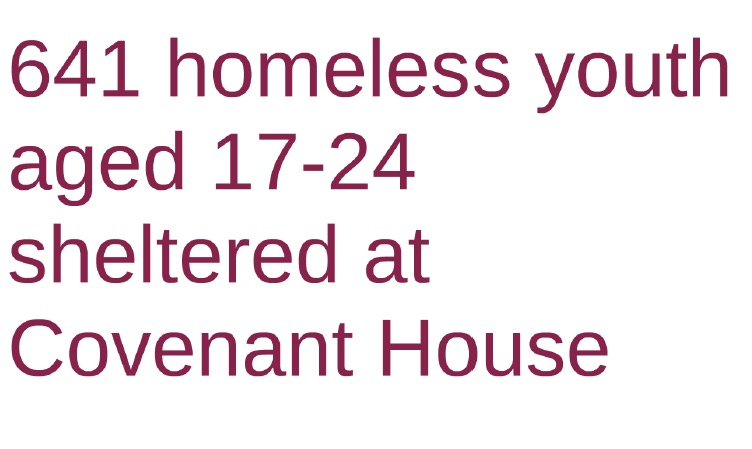 641 homeless youth
aged 17-24
sheltered at
Covenant House